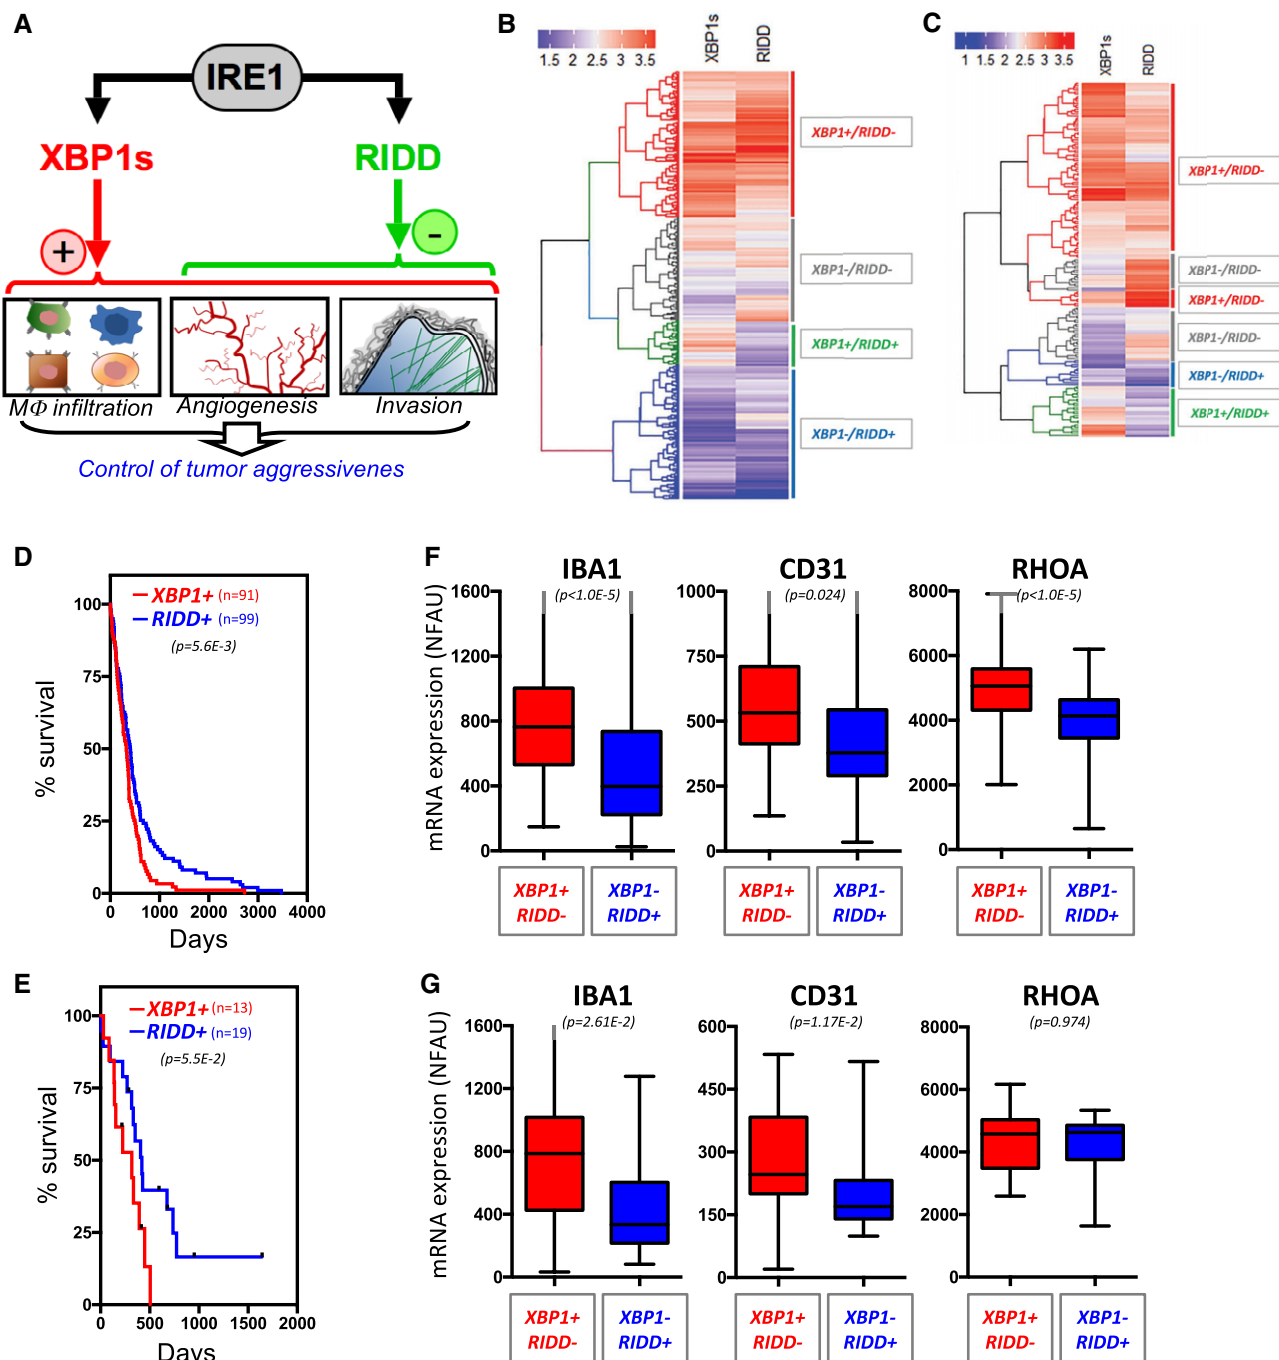 A
IRE1
XBP1s
RIDD
+
-
MΦ infiltration
Angiogenesis
Invasion
Control of tumor aggressivenes
B
1.5 2 2.5 3 3.5
XBP1s
RIDD
XBP1+/RIDD-
XBP1-/RIDD-
XBP1+/RIDD+
XBP1-/RIDD+
C
1 1.5 2 2.5 3 3.5
XBP1s
RIDD
XBP1+/RIDD-
XBP1-/RIDD-
XBP1+/RIDD-
XBP1-/RIDD-
XBP1-/RIDD+
XBP1+/RIDD+
D
XBP1+ (n=91)
RIDD+ (n=99)
(p=5.6E-3)
% survival
100
75
50
25
0
0 1000 2000 3000 4000
Days
E
XBP1+ (n=13)
RIDD+ (n=19)
(p=5.5E-2)
% survival
100
75
50
25
0
0 500 1000 1500 2000
Days
F
mRNA expression (NFAU)
IBA1
(p<1.0E-5)
1600
1200
800
400
0
XBP1+
RIDD-
XBP1-
RIDD+
CD31
(p=0.024)
1000
750
500
250
0
XBP1+
RIDD-
XBP1-
RIDD+
RHOA
(p<1.0E-5)
8000
6000
4000
2000
0
XBP1+
RIDD-
XBP1-
RIDD+
G
mRNA expression (NFAU)
IBA1
(p=2.61E-2)
1600
1200
800
400
0
XBP1+
RIDD-
XBP1-
RIDD+
CD31
(p=1.17E-2)
600
450
300
150
0
XBP1+
RIDD-
XBP1-
RIDD+
RHOA
(p=0.974)
8000
6000
4000
2000
0
XBP1+
RIDD-
XBP1-
RIDD+